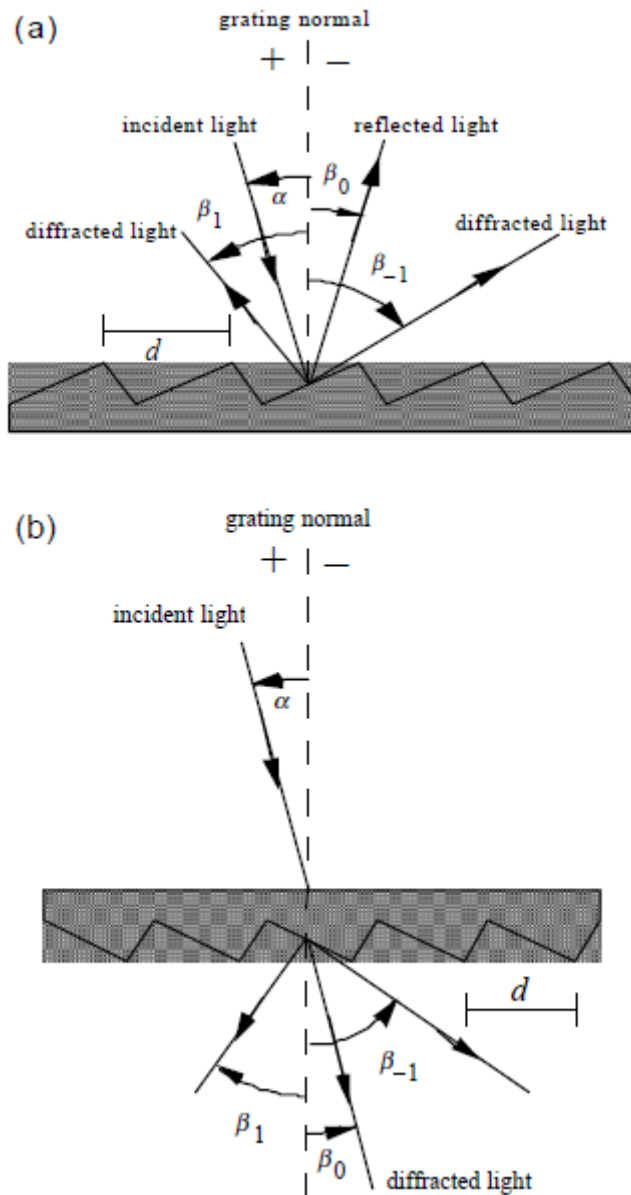 (a)
grating normal
+ −
incident light
reflected light
α
β0
β1
diffracted light
diffracted light
β−1
d
(b)
grating normal
+ −
incident light
α
d
β−1
β1
β0
diffracted light